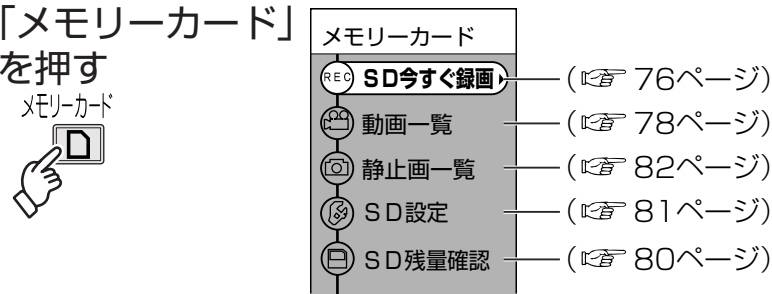 「メモリーカード」
を押す
メモリーカード
メモリーカード
REC SD今すぐ録画 (☞ 76ページ)
動画一覧 (☞ 78ページ)
静止画一覧 (☞ 82ページ)
SD設定 (☞ 81ページ)
SD残量確認 (☞ 80ページ)